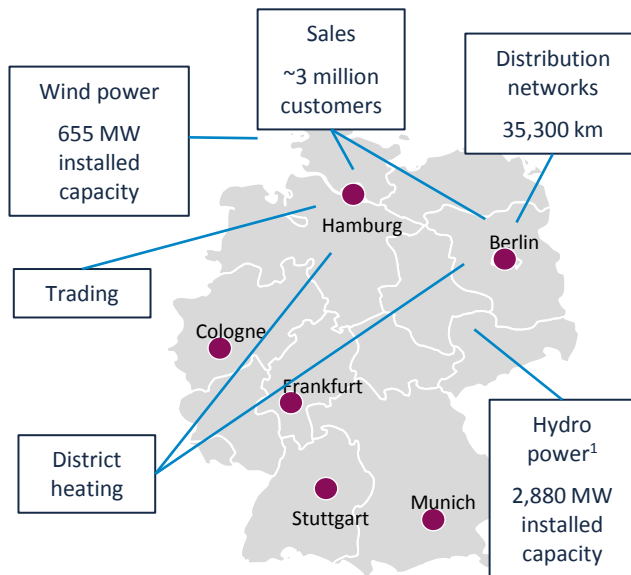 Sales
~3 million
customers
Distribution
networks
35,300 km
Wind power
655 MW
installed
capacity
Hamburg
Berlin
Trading
Cologne
Frankfurt
District
heating
Hydro
power¹
2,880 MW
installed
capacity
Stuttgart
Munich